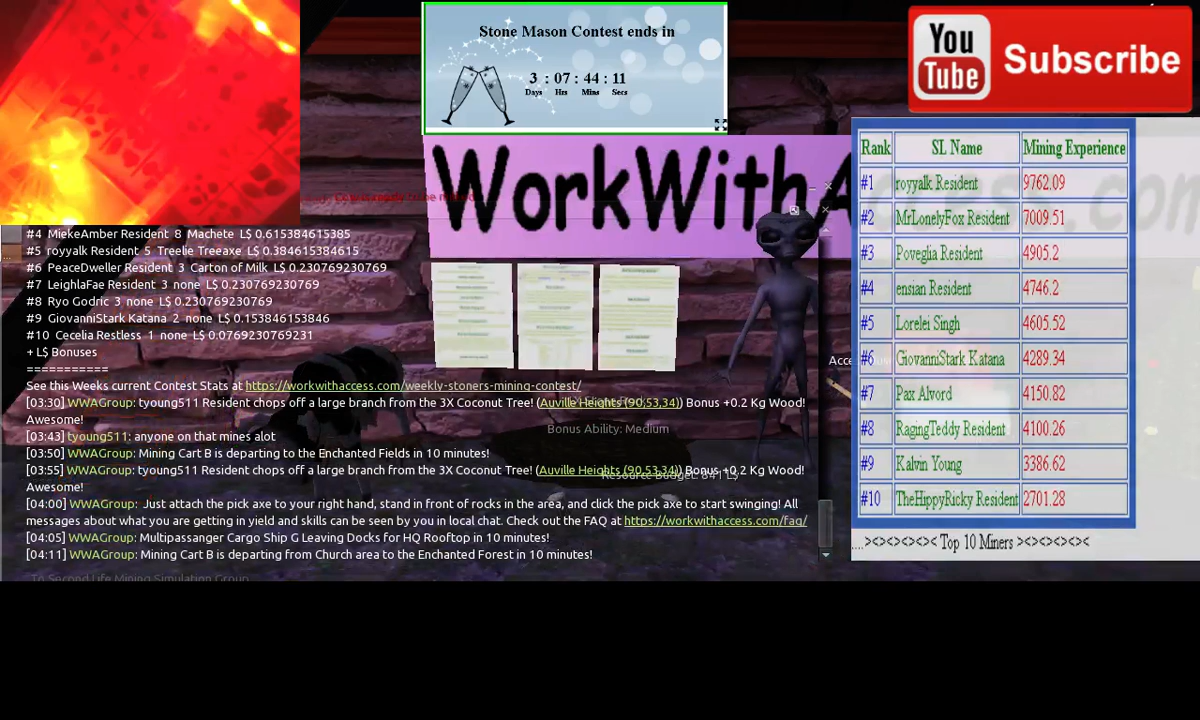 Stone Mason Contest ends in
3 : 07 : 44 : 11
Days Hrs Mins Secs
You Tube Subscribe
WorkWithA
.com
Rank SL Name Mining Experience
#1 royyalk Resident 9762.09
#2 MrLonelyFox Resident 7009.51
#3 Poveglia Resident 4905.2
#4 ensian Resident 4746.2
#5 Lorelei Singh 4605.52
#6 GiovanniStark Katana 4289.34
#7 Pax Alvord 4150.82
#8 RagingTeddy Resident 4100.26
#9 Kalvin Young 3386.62
#10 TheHippyRicky Resident 2701.28
....><><><><>< Top 10 Miners ><><><><><
#4 MiekeAmber Resident 8 Machete L$ 0.615384615385
#5 royyalk Resident 5 Treelie Treeaxe L$ 0.384615384615
#6 PeaceDweller Resident 3 Carton of Milk L$ 0.230769230769
#7 LeighlaFae Resident 3 none L$ 0.230769230769
#8 Ryo Godric 3 none L$ 0.230769230769
#9 GiovanniStark Katana 2 none L$ 0.153846153846
#10 Cecelia Restless 1 none L$ 0.0769230769231
+ L$ Bonuses
===========
See this Weeks current Contest Stats at https://workwithaccess.com/weekly-stoners-mining-contest/
[03:30] WWAGroup: tyoung511 Resident chops off a large branch from the 3X Coconut Tree! (Auville Heights (90,53,34)) Bonus +0.2 Kg Wood!
Awesome!
[03:43] tyoung511: anyone on that mines alot
Bonus Ability: Medium
[03:50] WWAGroup: Mining Cart B is departing to the Enchanted Fields in 10 minutes!
[03:55] WWAGroup: tyoung511 Resident chops off a large branch from the 3X Coconut Tree! (Auville Heights (90,53,34)) Bonus +0.2 Kg Wood!
Resource Budget:
Awesome!
[04:00] WWAGroup: Just attach the pick axe to your right hand, stand in front of rocks in the area, and click the pick axe to start swinging! All
messages about what you are getting in yield and skills can be seen by you in local chat. Check out the FAQ at https://workwithaccess.com/faq/
[04:05] WWAGroup: Multipassanger Cargo Ship G Leaving Docks for HQ Rooftop in 10 minutes!
[04:11] WWAGroup: Mining Cart B is departing from Church area to the Enchanted Forest in 10 minutes!
To Second Life Mining Simulation Group